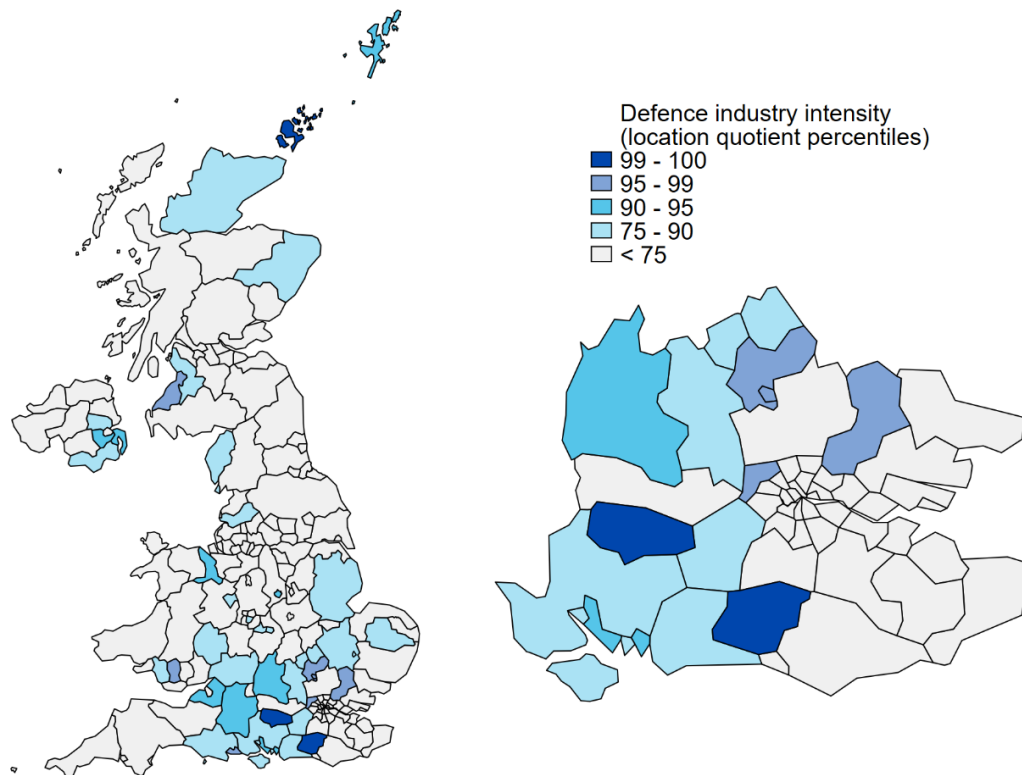 Defence industry intensity
(location quotient percentiles)
99 - 100
95 - 99
90 - 95
75 - 90
< 75